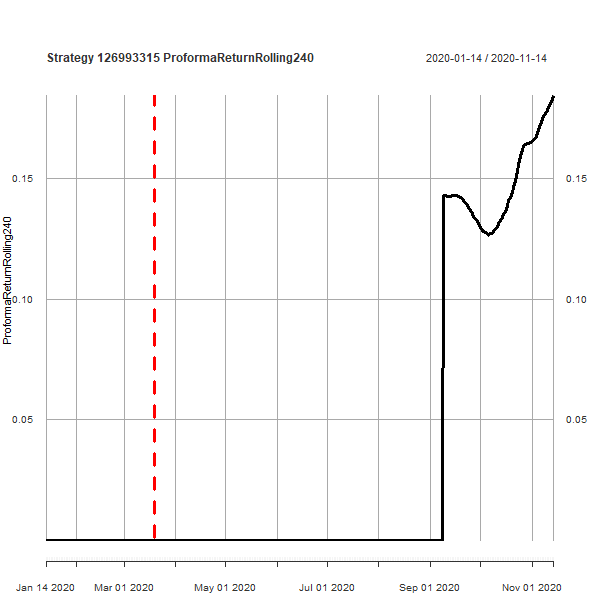 Strategy 126993315 ProformaReturnRolling240
2020-01-14 / 2020-11-14
ProformaReturnRolling240
0.15
0.15
0.10
0.10
0.05
0.05
Jan 14 2020
Mar 01 2020
May 01 2020
Jul 01 2020
Sep 01 2020
Nov 01 2020